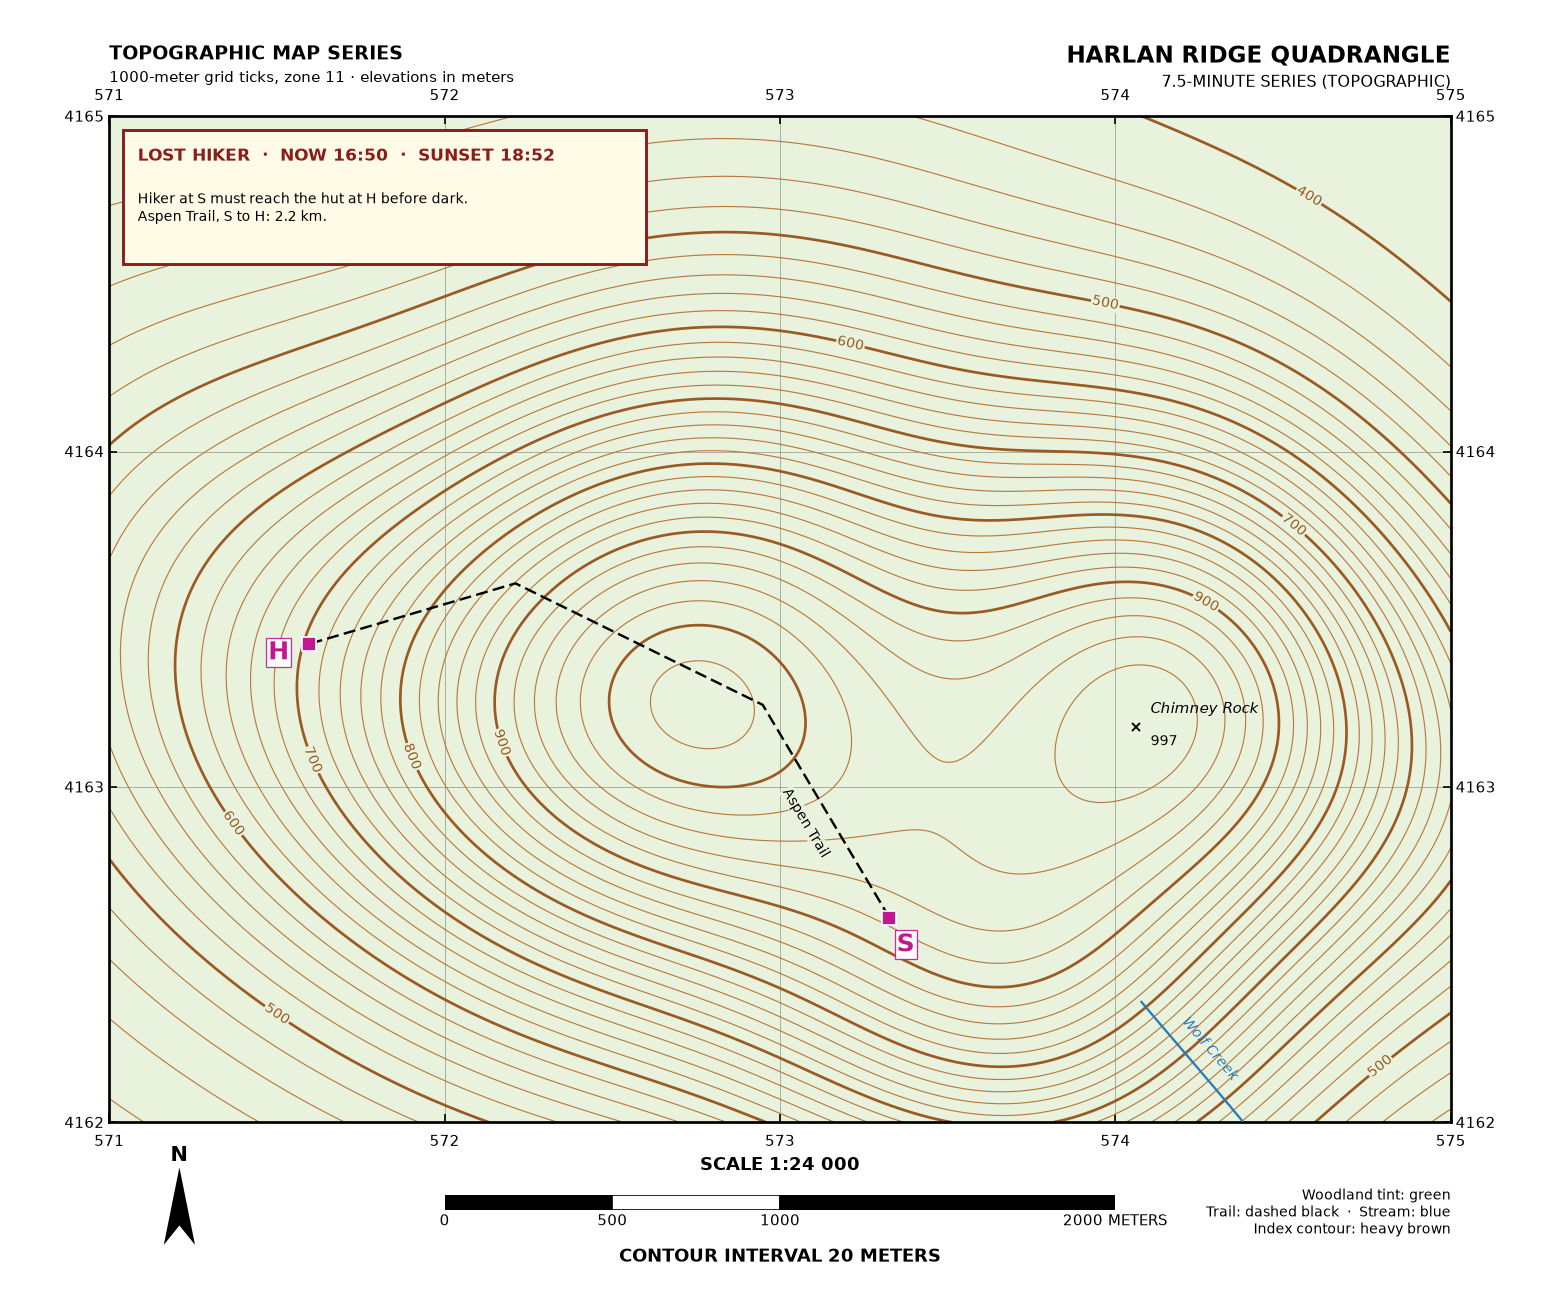 TOPOGRAPHIC MAP SERIES
1000-meter grid ticks, zone 11 · elevations in meters
HARLAN RIDGE QUADRANGLE
7.5-MINUTE SERIES (TOPOGRAPHIC)
571 572 573 574 575
4165 4165
LOST HIKER · NOW 16:50 · SUNSET 18:52
Hiker at S must reach the hut at H before dark.
Aspen Trail, S to H: 2.2 km.
400
500
600
4164 4164
700
900
H
Chimney Rock
997
900
800
700
4163 4163
Aspen Trail
600
S
500
Wolf Creek
500
4162 4162
571 572 573 574 575
N
SCALE 1:24 000
0 500 1000 2000 METERS
CONTOUR INTERVAL 20 METERS
Woodland tint: green
Trail: dashed black · Stream: blue
Index contour: heavy brown